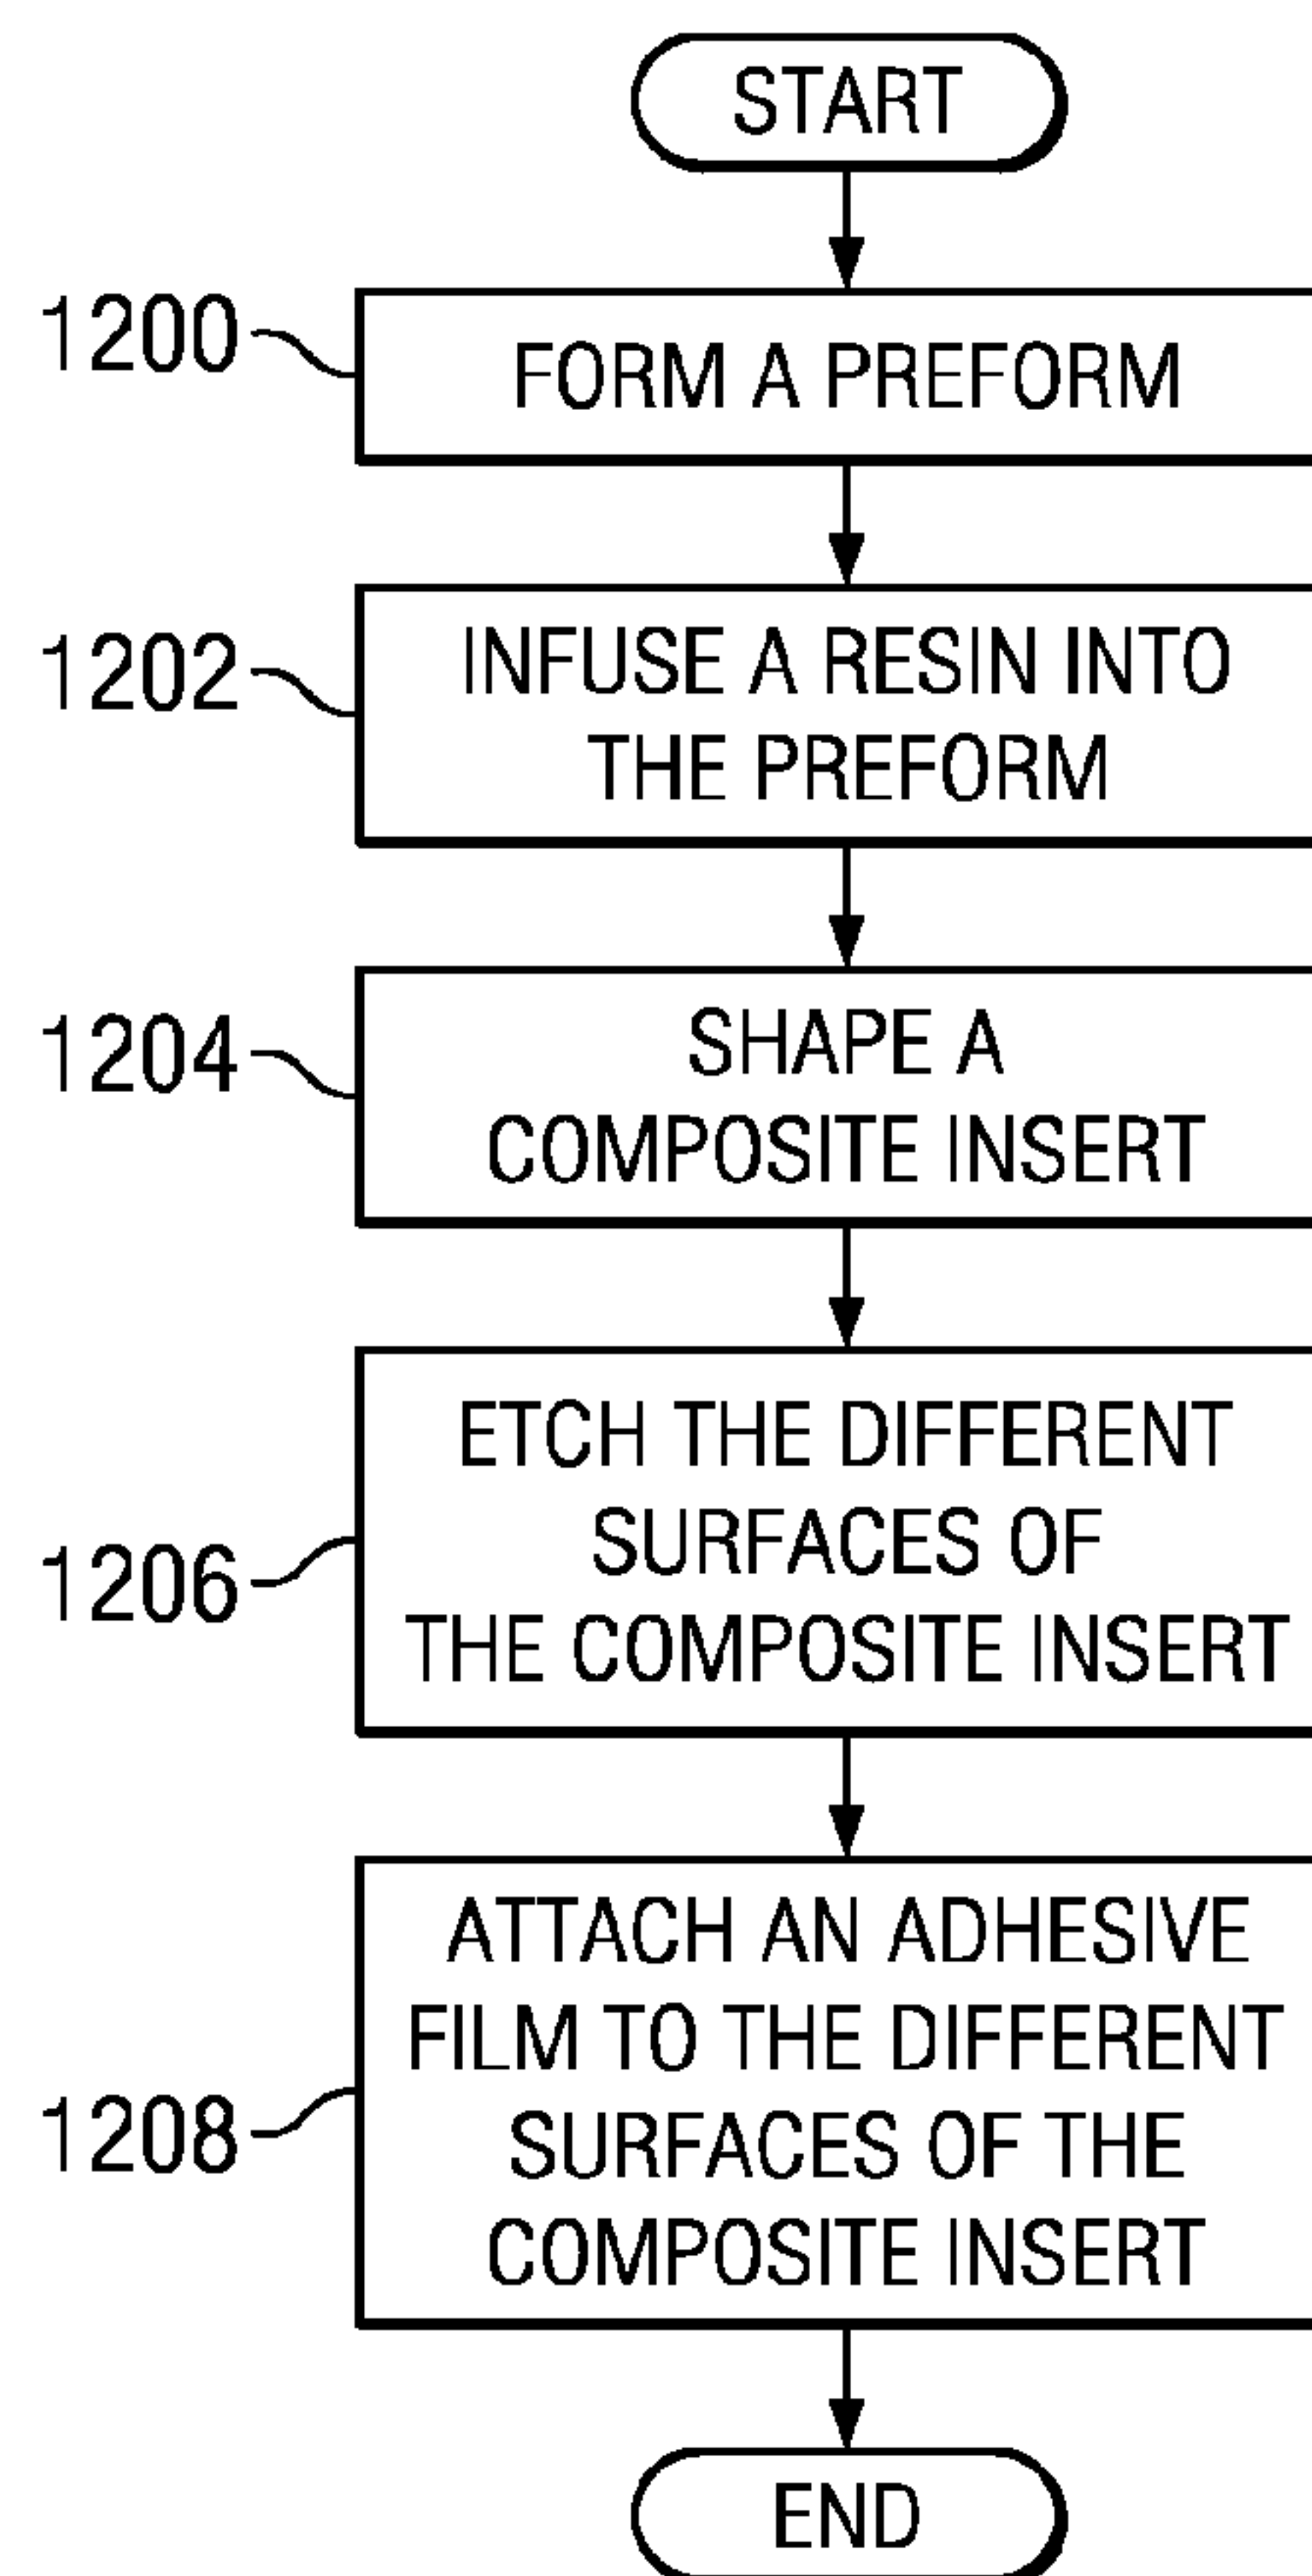 START
1200
FORM A PREFORM
1202
INFUSE A RESIN INTO
THE PREFORM
1204
SHAPE A
COMPOSITE INSERT
1206
ETCH THE DIFFERENT
SURFACES OF
THE COMPOSITE INSERT
1208
ATTACH AN ADHESIVE
FILM TO THE DIFFERENT
SURFACES OF THE
COMPOSITE INSERT
END